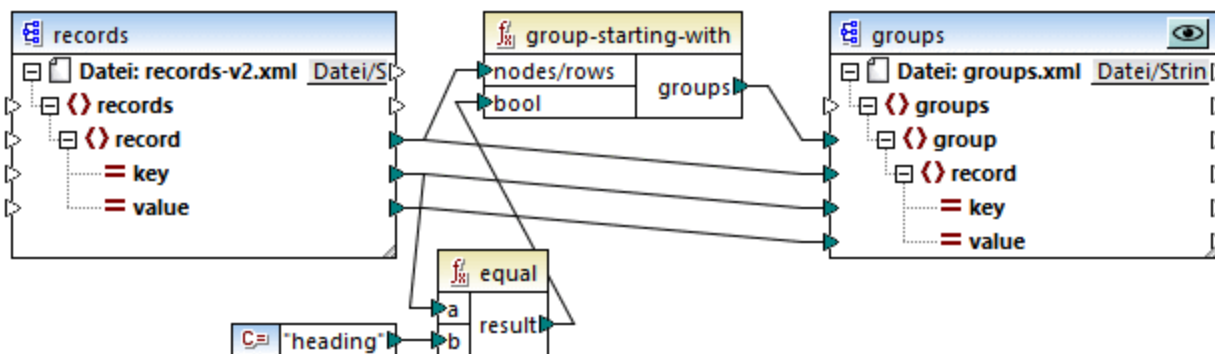 records
Datei: records-v2.xml Datei/S
records
record
key
value
group-starting-with
nodes/rows
bool
groups
groups
Datei: groups.xml Datei/Strin
groups
group
record
key
value
equal
a
b
result
C= "heading"